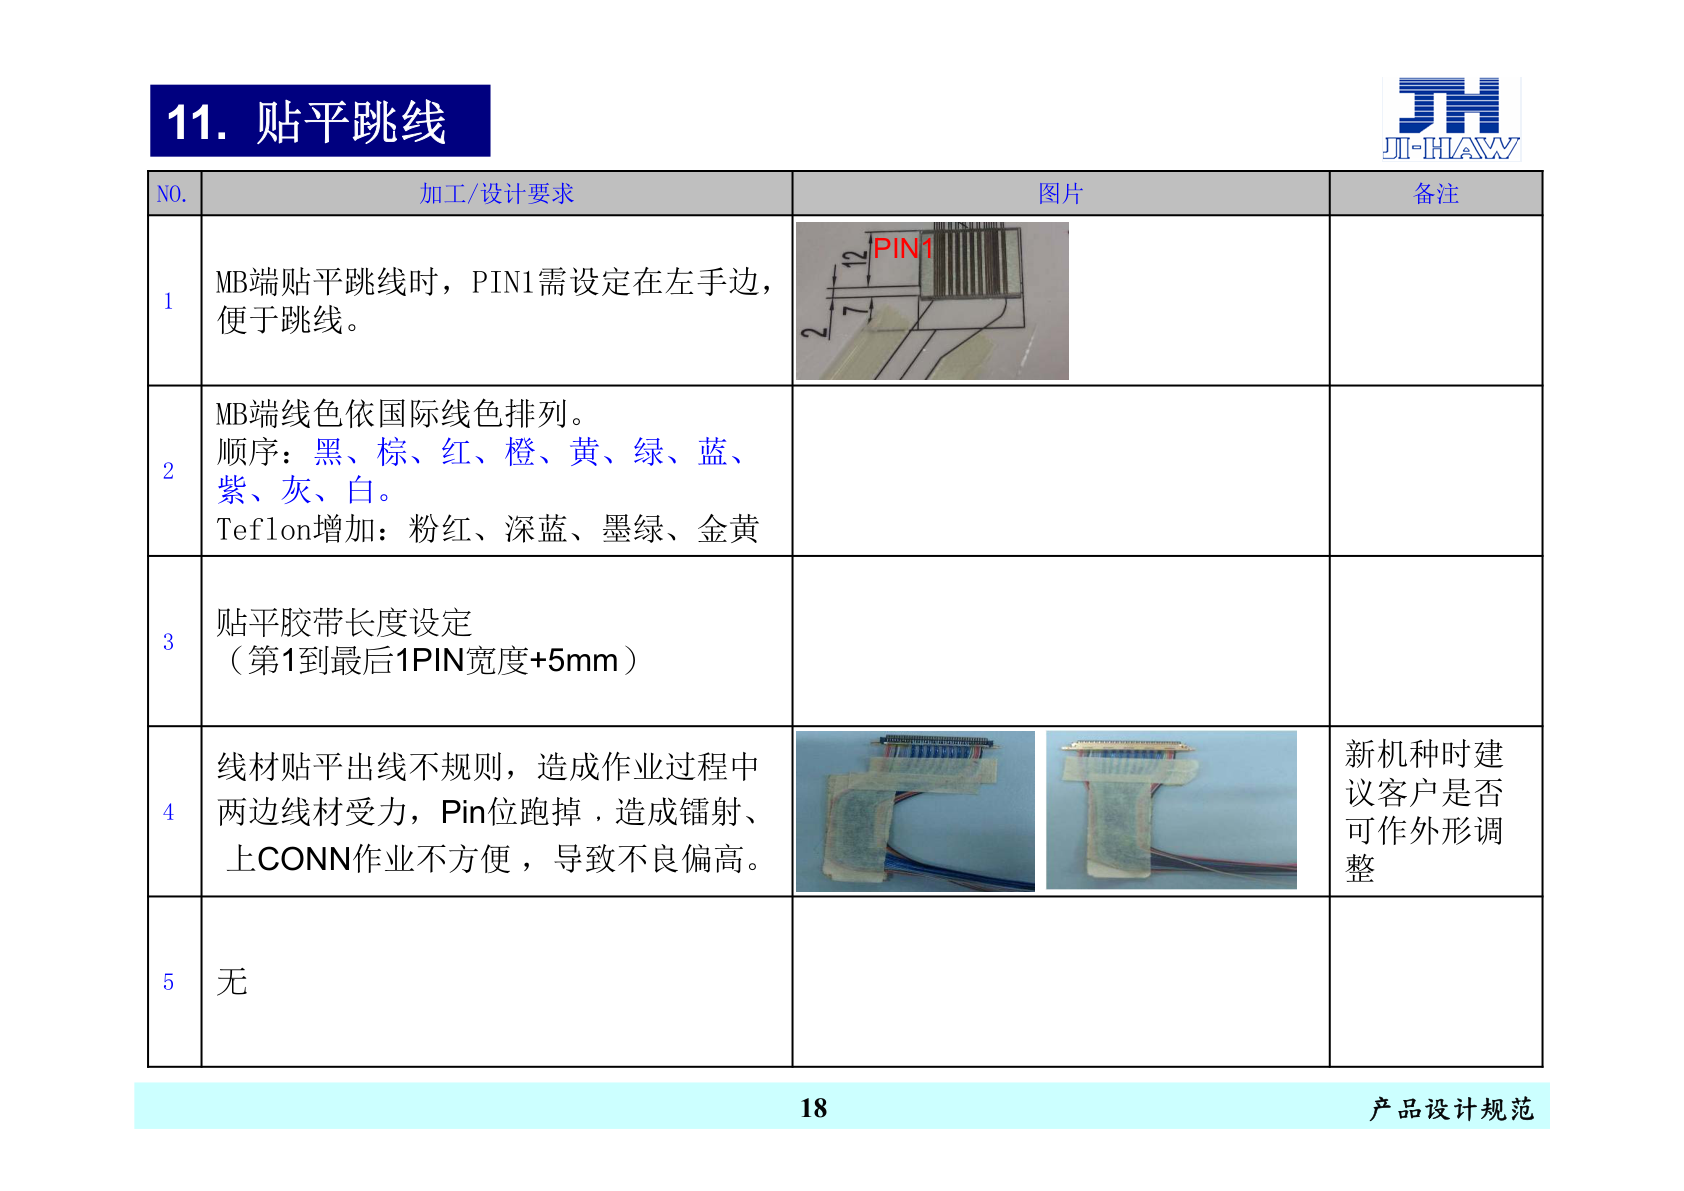 11. 贴平跳线
JH
JI-HAW
NO.
加工/设计要求
图片
备注
1
MB端贴平跳线时，PIN1需设定在左手边，
便于跳线。
PIN1
12
7
2
2
MB端线色依国际线色排列。
顺序：黑、棕、红、橙、黄、绿、蓝、
紫、灰、白。
Teflon增加：粉红、深蓝、墨绿、金黄
3
贴平胶带长度设定
（第1到最后1PIN宽度+5mm）
4
线材贴平出线不规则，造成作业过程中
两边线材受力，Pin位跑掉，造成镭射、
上CONN作业不方便，导致不良偏高。
新机种时建
议客户是否
可作外形调
整
5
无
18
产品设计规范